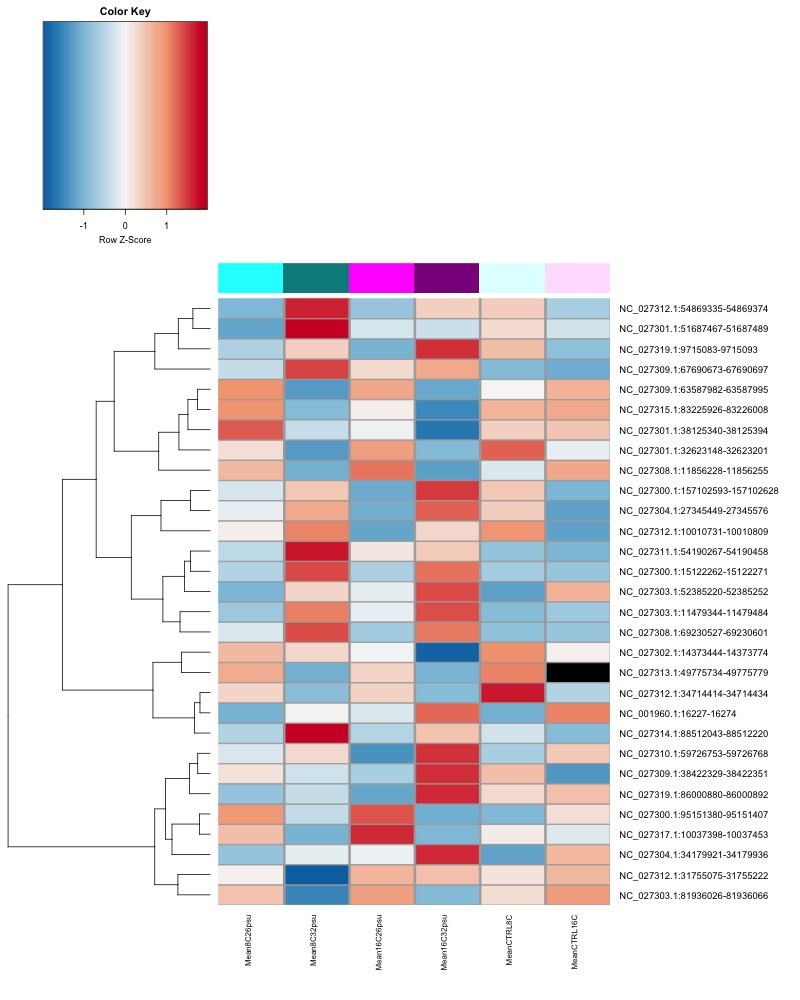 Color Key
-1 0 1
Row Z-Score
NC_027312.1:54869335-54869374
NC_027301.1:51687467-51687489
NC_027319.1:9715083-9715093
NC_027309.1:67690673-67690697
NC_027309.1:63587982-63587995
NC_027315.1:83225926-83226008
NC_027301.1:38125340-38125394
NC_027301.1:32623148-32623201
NC_027308.1:11856228-11856255
NC_027300.1:157102593-157102628
NC_027304.1:27345449-27345576
NC_027312.1:10010731-10010809
NC_027311.1:54190267-54190458
NC_027300.1:15122262-15122271
NC_027303.1:52385220-52385252
NC_027303.1:11479344-11479484
NC_027308.1:69230527-69230601
NC_027302.1:14373444-14373774
NC_027313.1:49775734-49775779
NC_027312.1:34714414-34714434
NC_001960.1:16227-16274
NC_027314.1:88512043-88512220
NC_027310.1:59726753-59726768
NC_027309.1:38422329-38422351
NC_027319.1:86000880-86000892
NC_027300.1:95151380-95151407
NC_027317.1:10037398-10037453
NC_027304.1:34179921-34179936
NC_027312.1:31755075-31755222
NC_027303.1:81936026-81936066
Mean8C26psu
Mean8C32psu
Mean16C26psu
Mean16C32psu
MeanCTRL8C
MeanCTRL16C